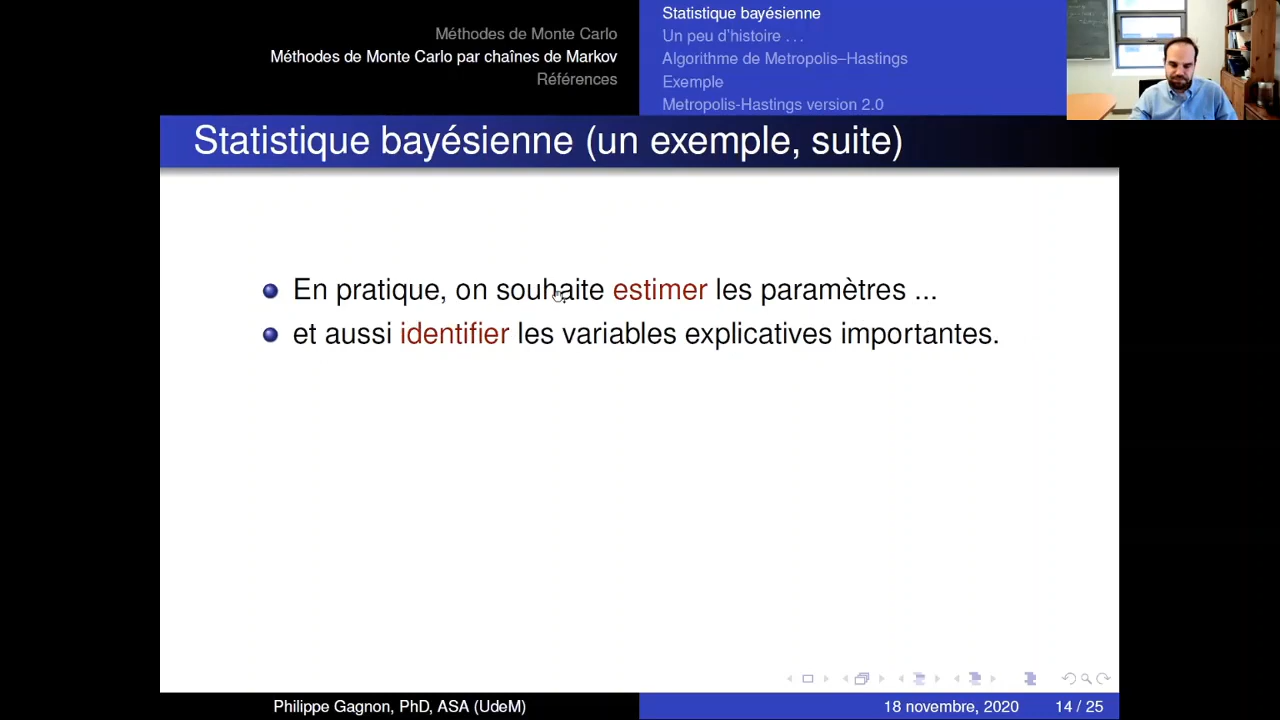 Méthodes de Monte Carlo
Méthodes de Monte Carlo par chaînes de Markov
Références
Statistique bayésienne
Un peu d'histoire . . .
Algorithme de Metropolis–Hastings
Exemple
Metropolis-Hastings version 2.0
Statistique bayésienne (un exemple, suite)
En pratique, on souhaite estimer les paramètres ...
et aussi identifier les variables explicatives importantes.
Philippe Gagnon, PhD, ASA (UdeM)
18 novembre, 2020
14 / 25